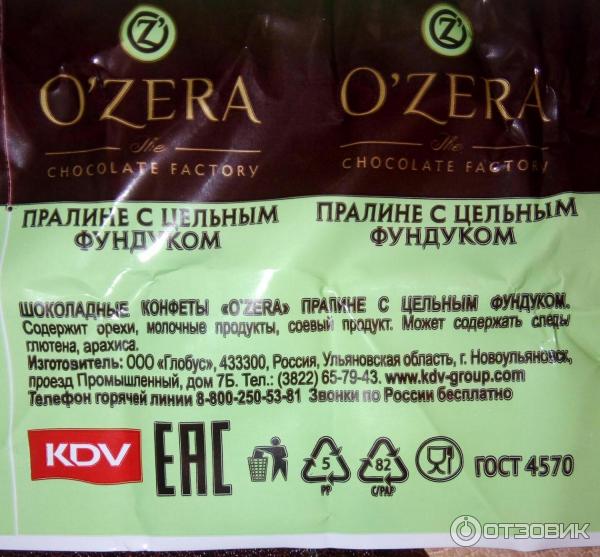 O'ZERA O'ZERA
The The
CHOCOLATE FACTORY CHOCOLATE FACTORY
ПРАЛИНЕ С ЦЕЛЬНЫМ ПРАЛИНЕ С ЦЕЛЬНЫМ
ФУНДУКОМ ФУНДУКОМ
ШОКОЛАДНЫЕ КОНФЕТЫ «O'ZERA» ПРАЛИНЕ С ЦЕЛЬНЫМ ФУНДУКОМ.
Содержит орехи, молочные продукты, соевый продукт. Может содержать следы
глютена, арахиса.
Изготовитель: ООО «Глобус», 433300, Россия, Ульяновская область, г. Новоульяновск,
проезд Промышленный, дом 7Б. Тел.: (3822) 65-79-43. www.kdv-group.com
Телефон горячей линии 8-800-250-53-81 Звонки по России бесплатно
KDV EAC 5 82 ГОСТ 4570
PP C/PAP
ОТЗОВИК